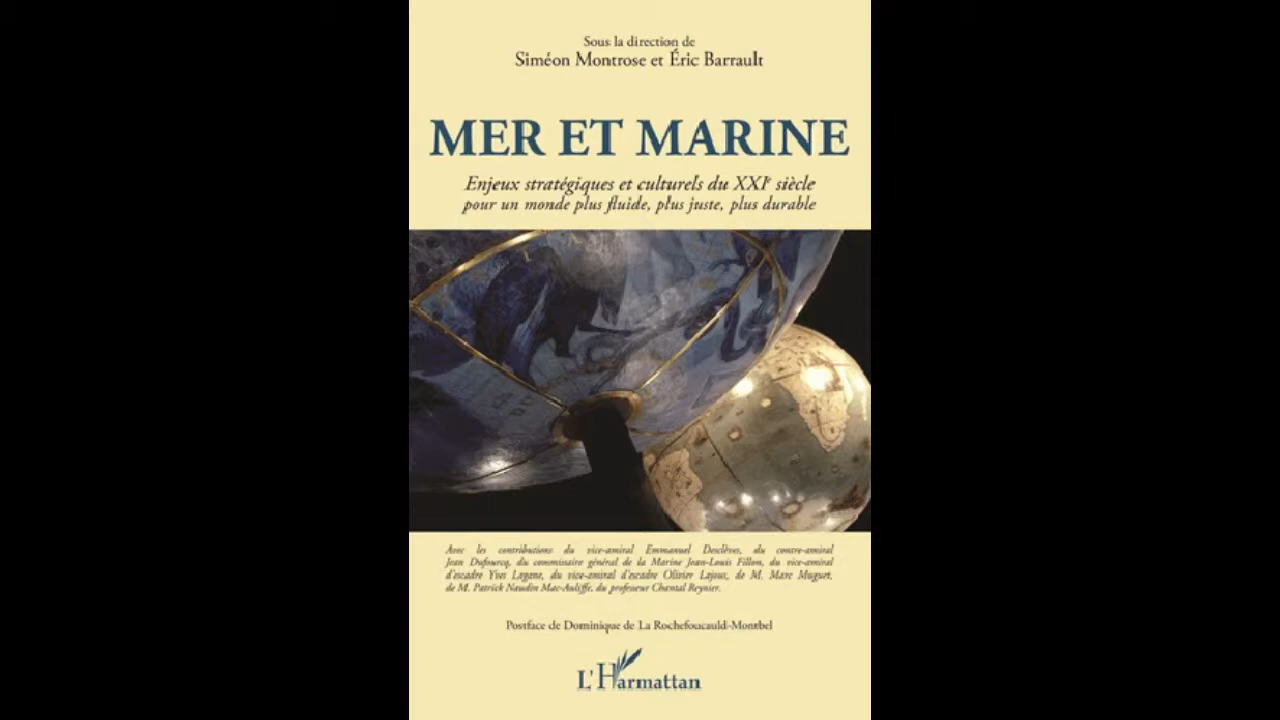 Sous la direction de
Siméon Montrose et Éric Barrault
MER ET MARINE
Enjeux stratégiques et culturels du XXIe siècle
pour un monde plus fluide, plus juste, plus durable
Avec les contributions du vice-amiral Emmanuel Desclèves, du contre-amiral
Jean Dufourcq, du commissaire général de la Marine Jean-Louis Fillon, du vice-amiral
d'escadre Yves Lagane, du vice-amiral d'escadre Olivier Lajous, de M. Marc Muguet,
de M. Patrick Naudin Mac-Auliffe, du professeur Chantal Reynier.
Postface de Dominique de La Rochefoucauld-Montbel
L'Harmattan